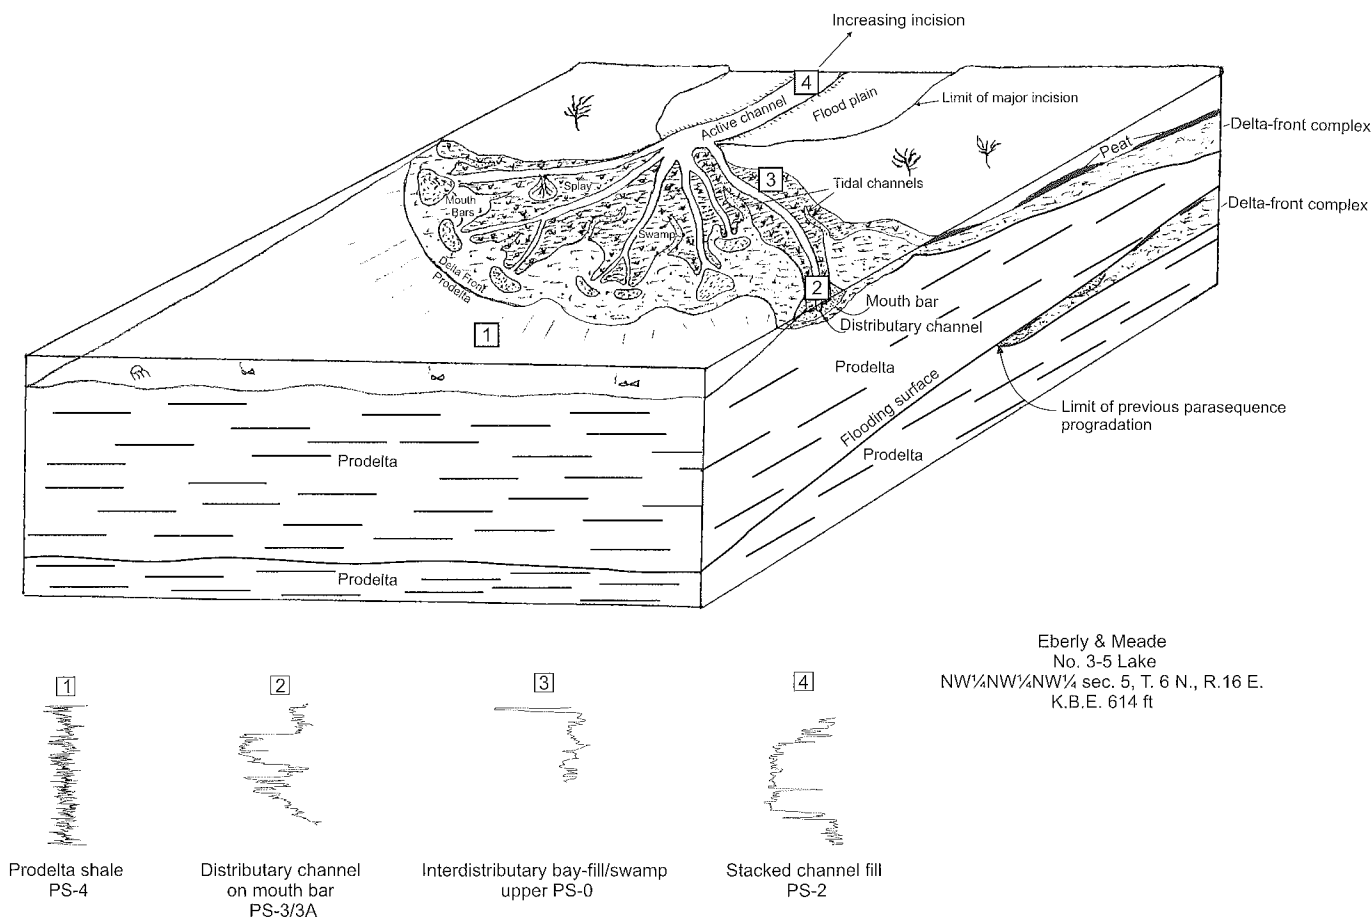 Increasing incision
4
Active channel
Flood plain
Limit of major incision
Delta-front complex
Peat
3
Tidal channels
Splay
Mouth
Bars
Swamp
Delta-front complex
Delta Front
Prodelta
2
Mouth bar
Distributary channel
1
Prodelta
Flooding surface
Limit of previous parasequence
progradation
Prodelta
Prodelta
Prodelta
Eberly & Meade
No. 3-5 Lake
NW¼NW¼NW¼ sec. 5, T. 6 N., R.16 E.
K.B.E. 614 ft
1
2
3
4
Prodelta shale
PS-4
Distributary channel
on mouth bar
PS-3/3A
Interdistributary bay-fill/swamp
upper PS-0
Stacked channel fill
PS-2